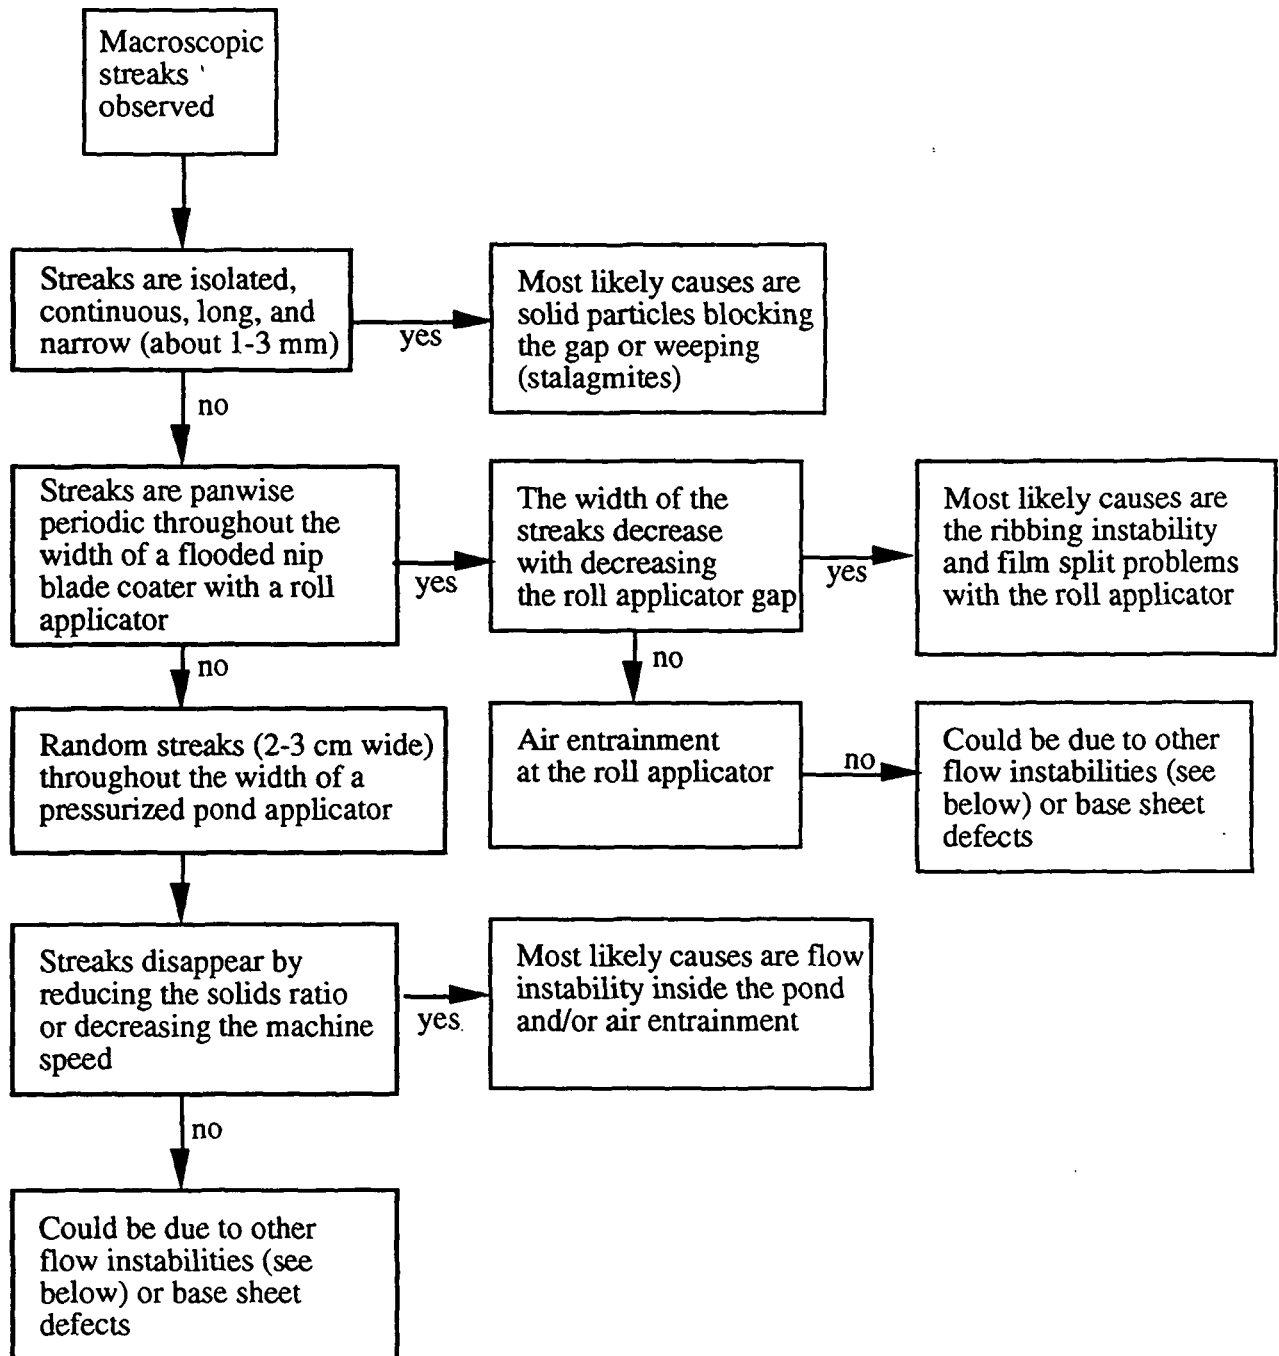 Macroscopic
streaks
observed
Streaks are isolated,
continuous, long, and
narrow (about 1-3 mm)
yes
Most likely causes are
solid particles blocking
the gap or weeping
(stalagmites)
no
Streaks are panwise
periodic throughout the
width of a flooded nip
blade coater with a roll
applicator
yes
The width of the
streaks decrease
with decreasing
the roll applicator gap
yes
Most likely causes are
the ribbing instability
and film split problems
with the roll applicator
no
no
Random streaks (2-3 cm wide)
throughout the width of a
pressurized pond applicator
Air entrainment
at the roll applicator
no
Could be due to other
flow instabilities (see
below) or base sheet
defects
Streaks disappear by
reducing the solids ratio
or decreasing the machine
speed
yes.
Most likely causes are flow
instability inside the pond
and/or air entrainment
no
Could be due to other
flow instabilities (see
below) or base sheet
defects